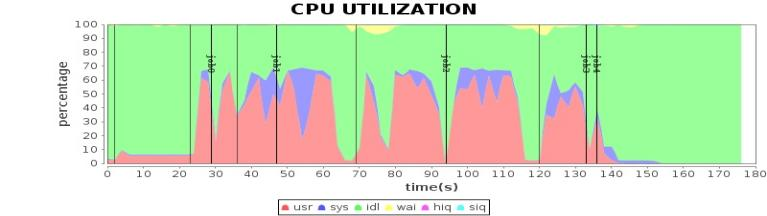 CPU UTILIZATION
100
90
80
70
60
50
40
30
20
10
0
percentage
job0
job1
job2
job3
job4
0 10 20 30 40 50 60 70 80 90 100 110 120 130 140 150 160 170 180
time(s)
usr sys idl wai hiq siq